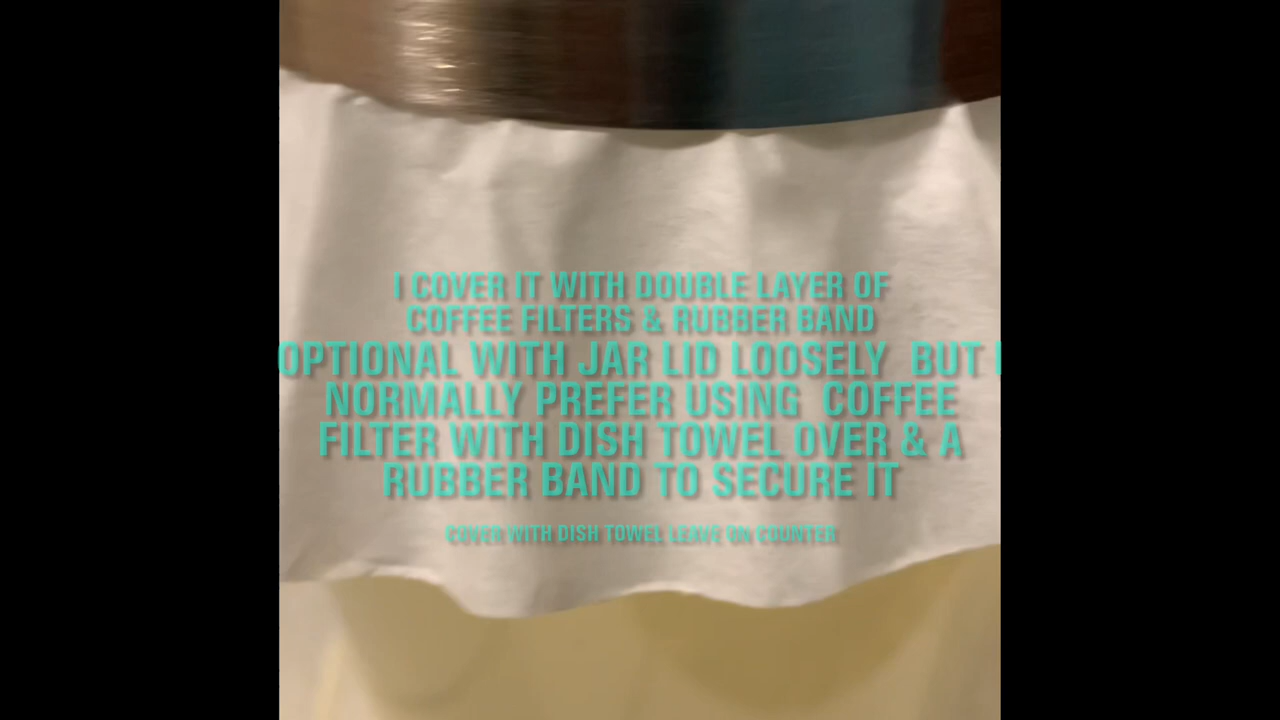 I COVER IT WITH DOUBLE LAYER OF
COFFEE FILTERS & RUBBER BAND
OPTIONAL WITH JAR LID LOOSELY BUT I
NORMALLY PREFER USING COFFEE
FILTER WITH DISH TOWEL OVER & A
RUBBER BAND TO SECURE IT
COVER WITH DISH TOWEL LEAVE ON COUNTER